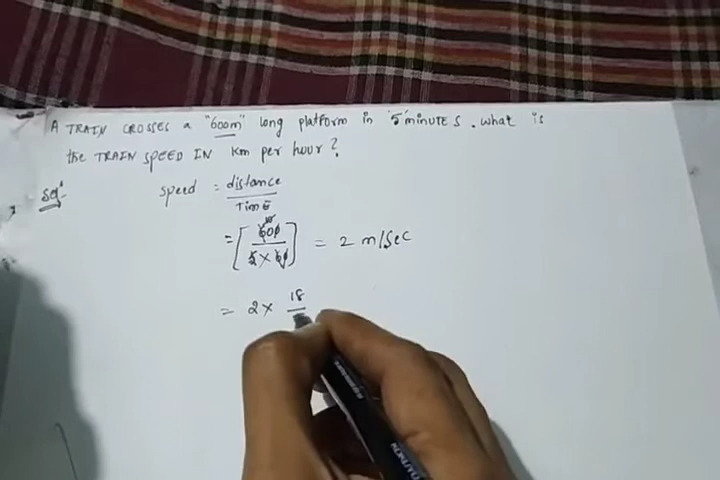 A TRAIN CROSSES a "600m" long platform in 5 minutes. what is
the TRAIN SPEED IN Km per hour?
Sol:
speed = distance
Time
= [ 600
5 × 60 ] = 2 m/sec
= 2 × 18